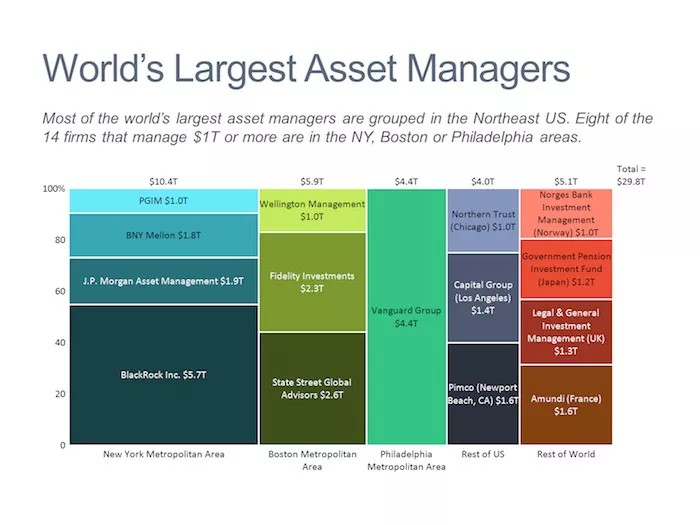 World's Largest Asset Managers
Most of the world's largest asset managers are grouped in the Northeast US. Eight of the
14 firms that manage $1T or more are in the NY, Boston or Philadelphia areas.
Total =
$10.4T $5.9T $4.4T $4.0T $5.1T $29.8T
100%
80
60
40
20
0
PGIM $1.0T
BNY Mellon $1.8T
J.P. Morgan Asset Management $1.9T
BlackRock Inc. $5.7T
Wellington Management
$1.0T
Fidelity Investments
$2.3T
State Street Global
Advisors $2.6T
Vanguard Group
$4.4T
Northern Trust
(Chicago) $1.0T
Capital Group
(Los Angeles)
$1.4T
Pimco (Newport
Beach, CA) $1.6T
Norges Bank
Investment
Management
(Norway) $1.0T
Government Pension
Investment Fund
(Japan) $1.2T
Legal & General
Investment
Management (UK)
$1.3T
Amundi (France)
$1.6T
New York Metropolitan Area
Boston Metropolitan
Area
Philadelphia
Metropolitan Area
Rest of US
Rest of World